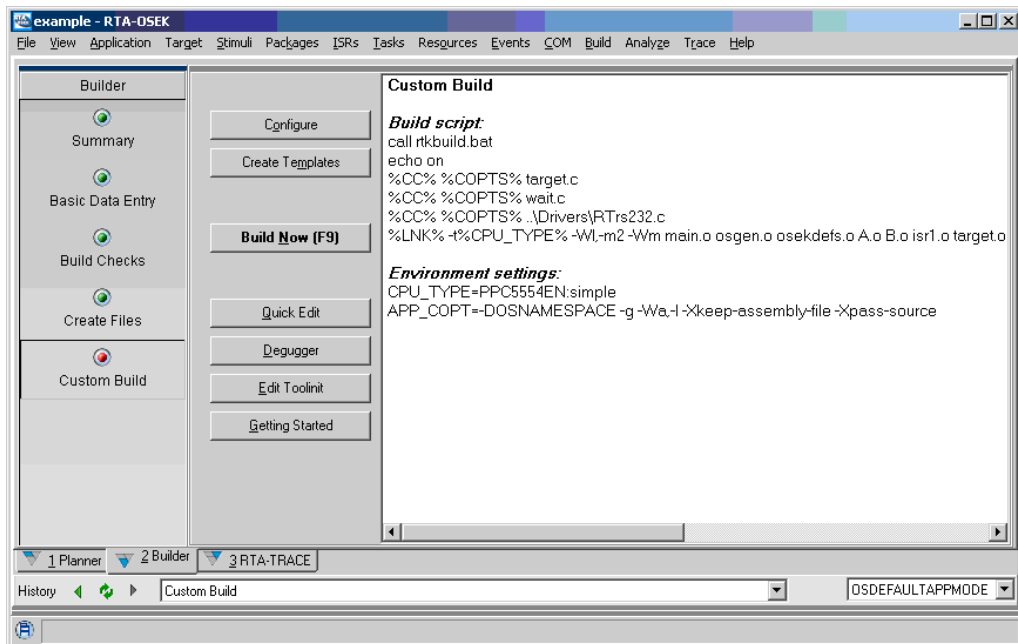 example - RTA-OSEK
File View Application Target Stimuli Packages ISRs Tasks Resources Events COM Build Analyze Trace Help
Builder
Summary
Basic Data Entry
Build Checks
Create Files
Custom Build
Configure
Create Templates
Build Now (F9)
Quick Edit
Degugger
Edit Toolinit
Getting Started
Custom Build
Build script:
call rtkbuild.bat
echo on
%CC% %COPTS% target.c
%CC% %COPTS% wait.c
%CC% %COPTS% ..\Drivers\RTrs232.c
%LNK% -t%CPU_TYPE% -Wl,-m2 -Wm main.o osgen.o osekdefs.o A.o B.o isr1.o target.o
Environment settings:
CPU_TYPE=PPC5554EN:simple
APP_COPT=-DOSNAMESPACE -g -Wa,-l -Xkeep-assembly-file -Xpass-source
1 Planner 2 Builder 3 RTA-TRACE
History Custom Build OSDEFAULTAPPMODE